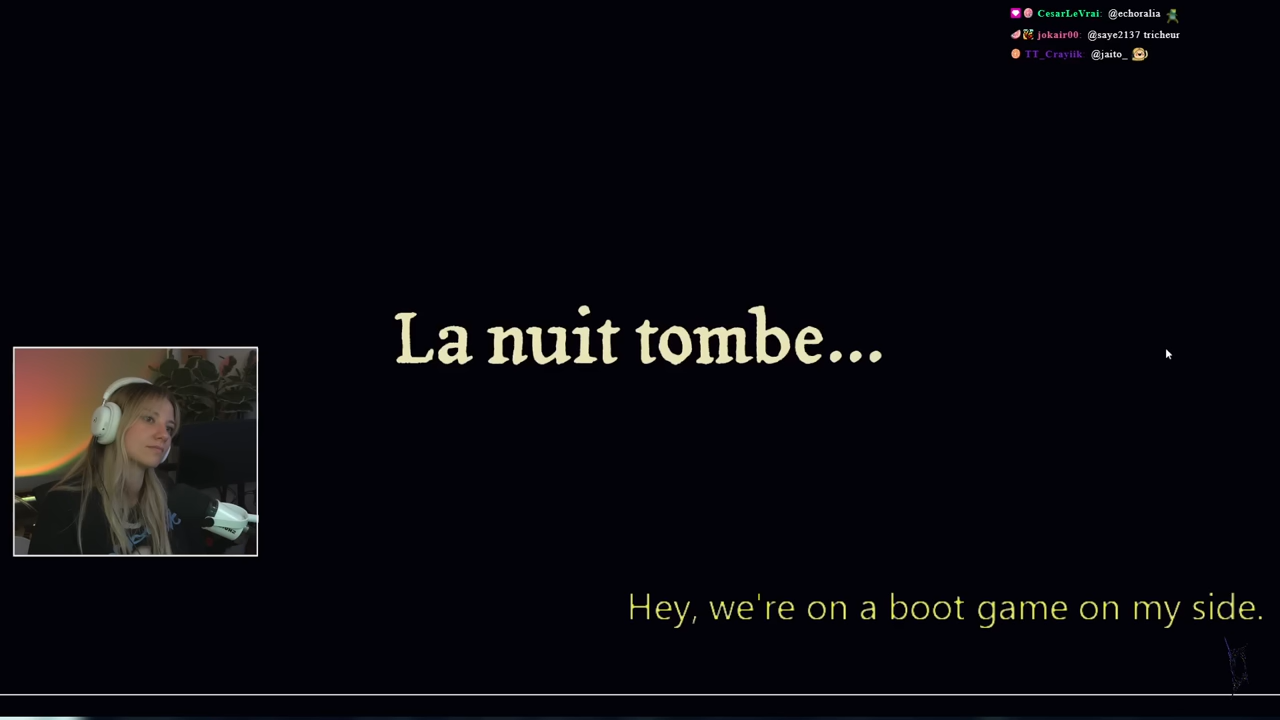 CesarLeVrai: @echoralia
jokair00: @saye2137 tricheur
TT_Crayiik: @jaito_
La nuit tombe...
Hey, we're on a boot game on my side.